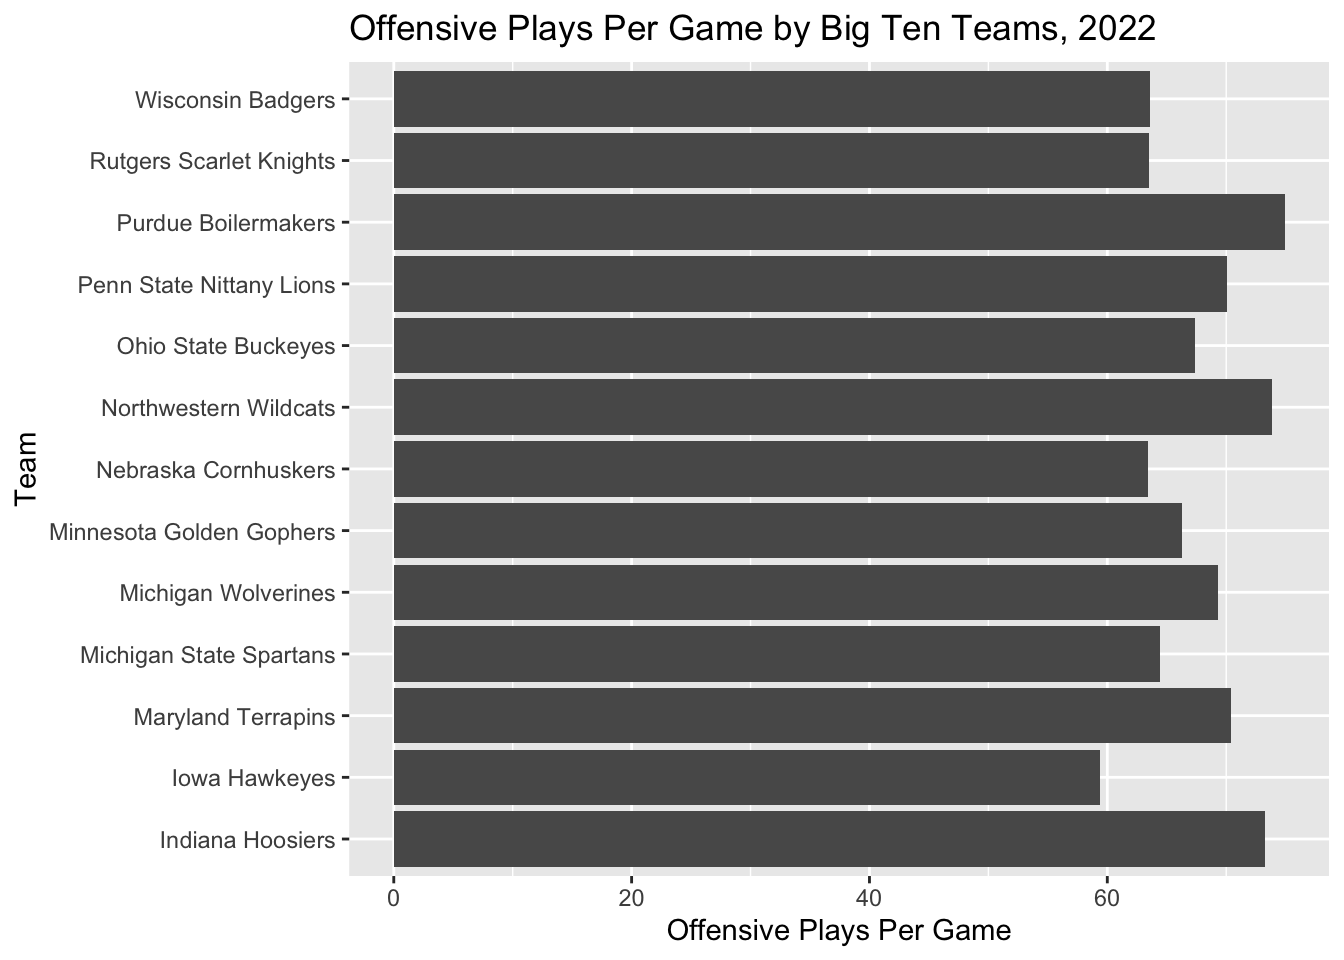 Offensive Plays Per Game by Big Ten Teams, 2022
Team
Wisconsin Badgers
Rutgers Scarlet Knights
Purdue Boilermakers
Penn State Nittany Lions
Ohio State Buckeyes
Northwestern Wildcats
Nebraska Cornhuskers
Minnesota Golden Gophers
Michigan Wolverines
Michigan State Spartans
Maryland Terrapins
Iowa Hawkeyes
Indiana Hoosiers
0 20 40 60
Offensive Plays Per Game